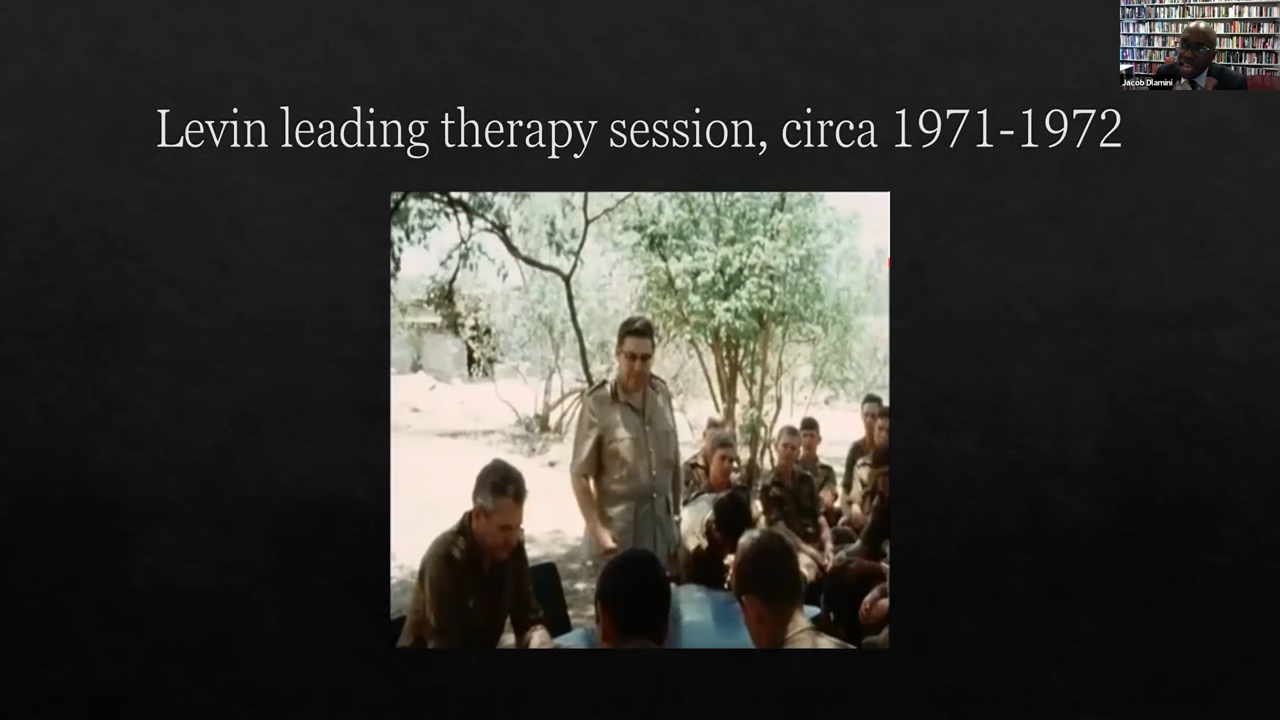 Jacob Dlamini
Levin leading therapy session, circa 1971-1972